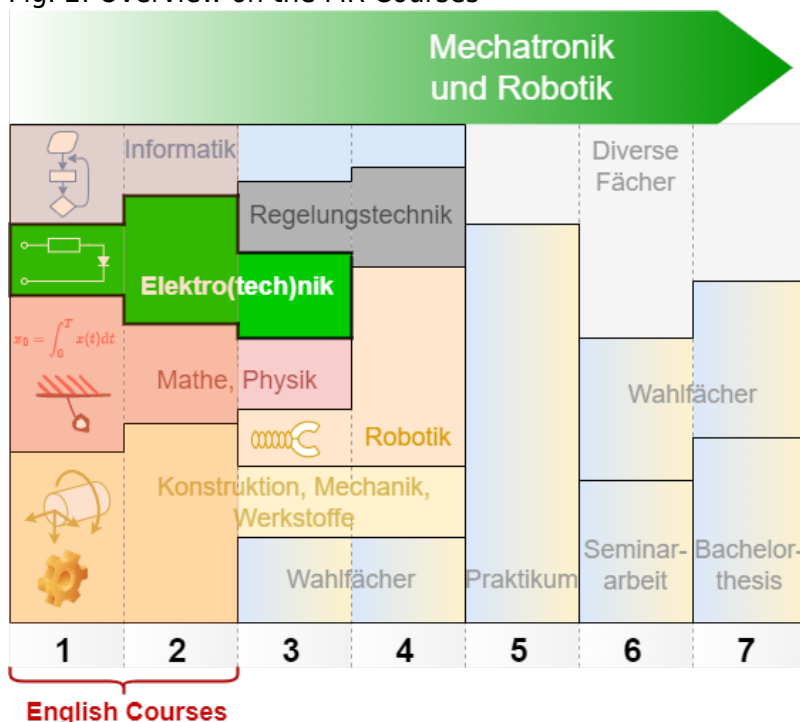 Fig. 2: Overview on the MR Courses
Mechatronik
und Robotik
Informatik
Diverse
Fächer
Regelungstechnik
Elektro(tech)nik
x₀ = ∫₀ᵀ x(t)dt
Mathe, Physik
Wahlfächer
Robotik
Konstruktion, Mechanik,
Werkstoffe
Wahlfächer
Praktikum
Seminar-
arbeit
Bachelor-
thesis
1 2 3 4 5 6 7
English Courses